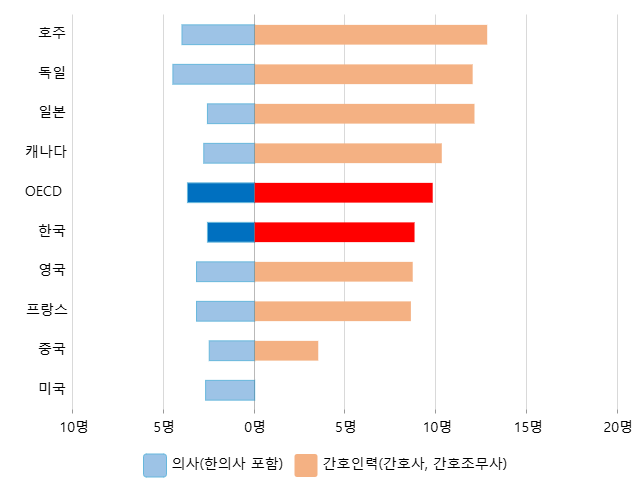 호주
독일
일본
캐나다
OECD
한국
영국
프랑스
중국
미국
10명 5명 0명 5명 10명 15명 20명
의사(한의사 포함) 간호인력(간호사, 간호조무사)